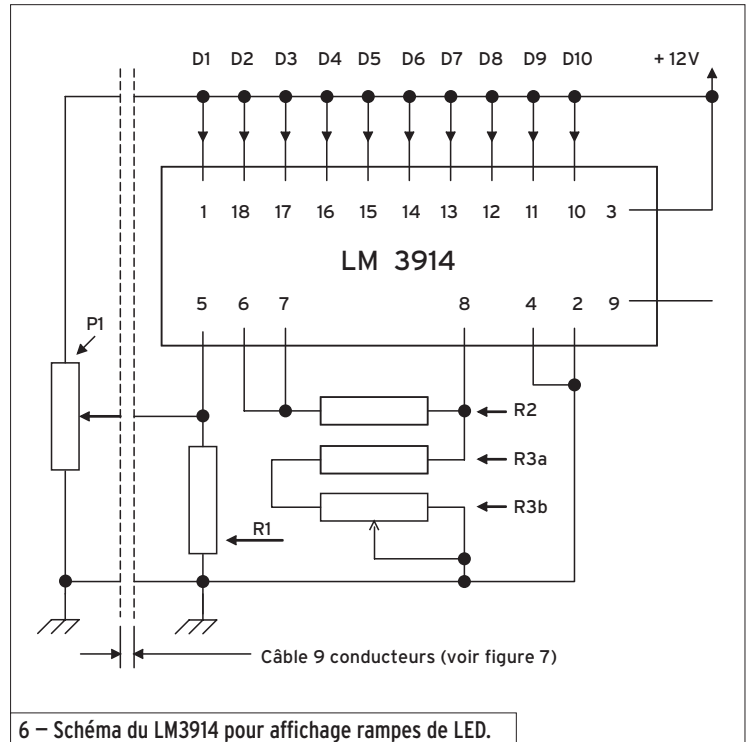 D1 D2 D3 D4 D5 D6 D7 D8 D9 D10 + 12V
1 18 17 16 15 14 13 12 11 10 3
LM 3914
5 6 7 8 4 2 9
P1
R2
R3a
R3b
R1
Câble 9 conducteurs (voir figure 7)
6 – Schéma du LM3914 pour affichage rampes de LED.